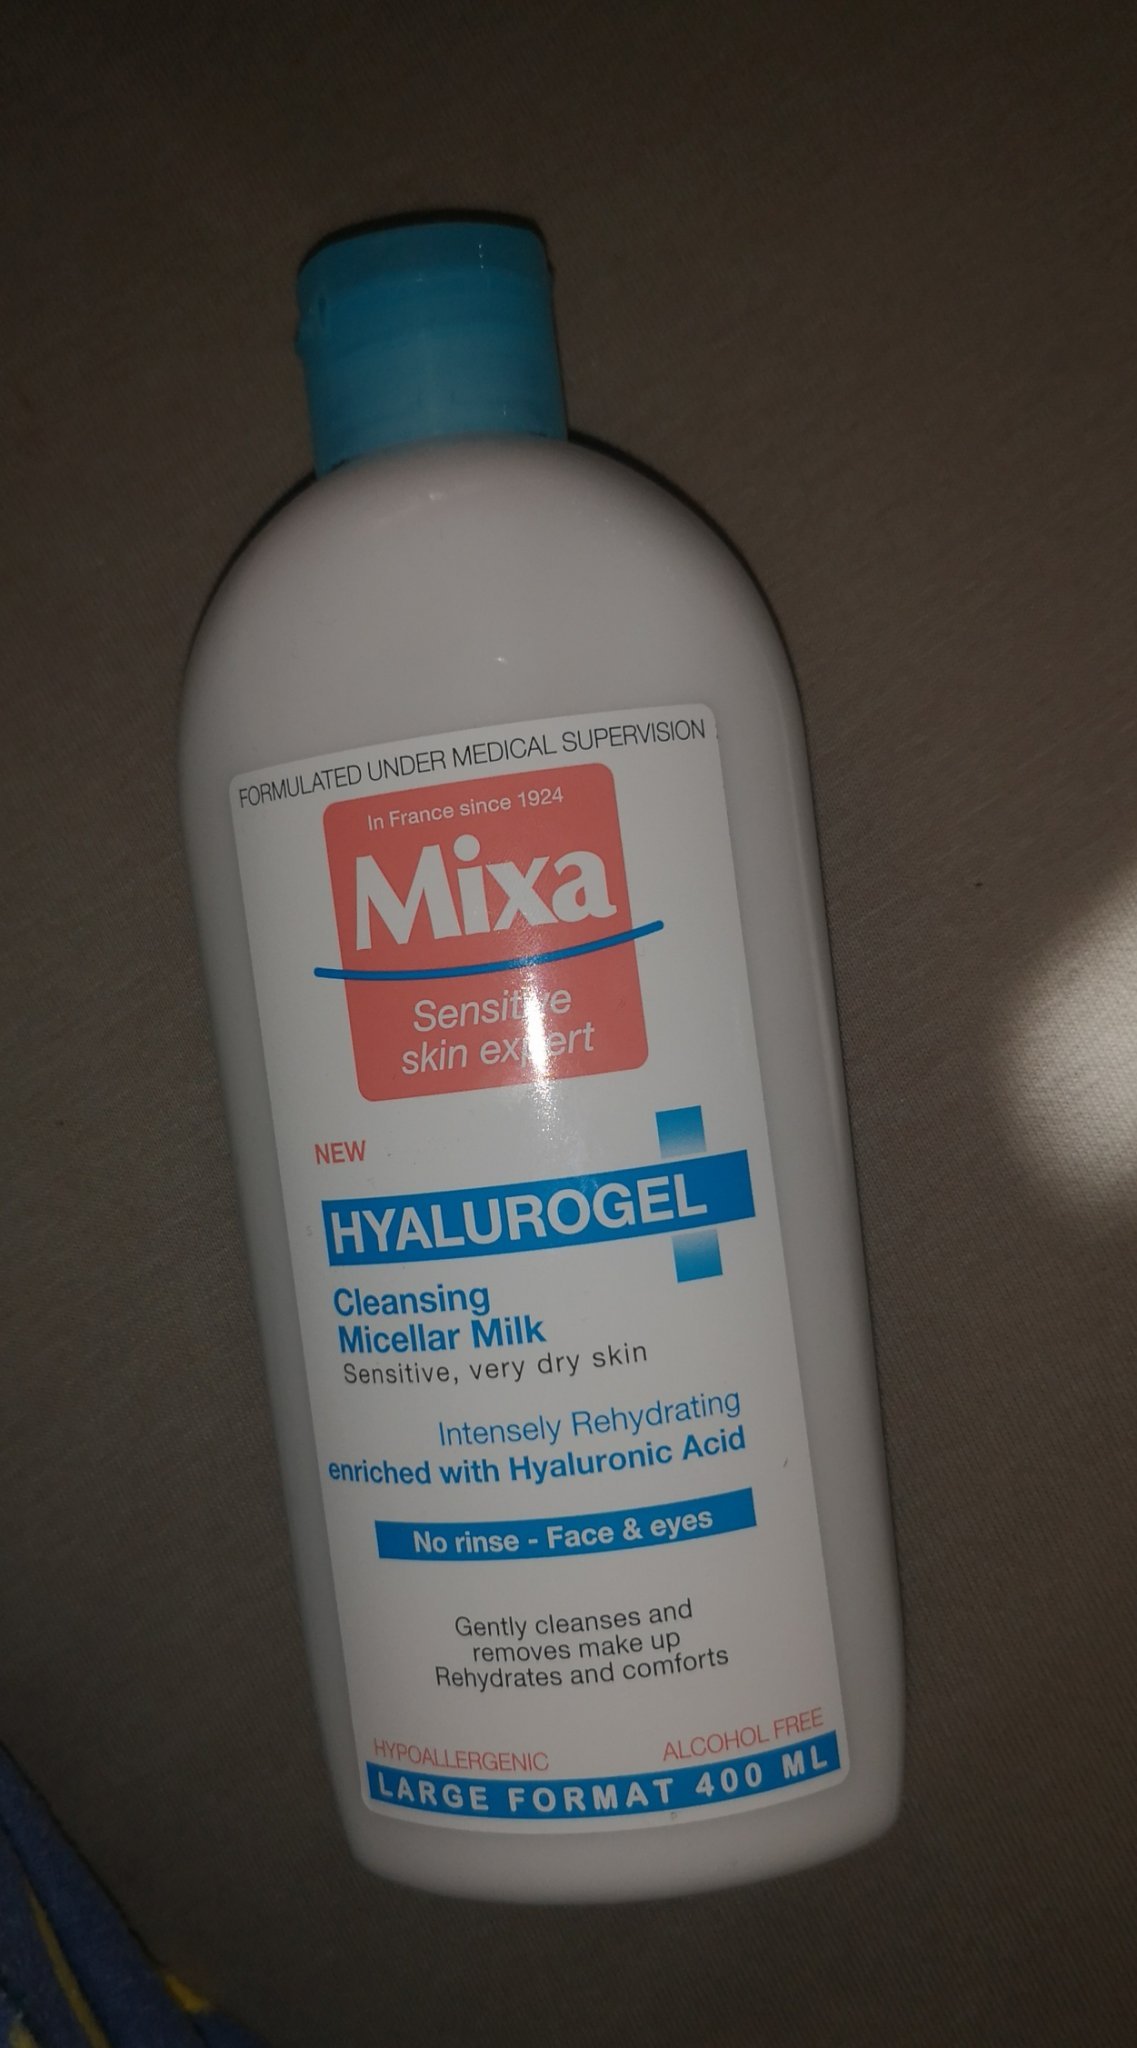 FORMULATED UNDER MEDICAL SUPERVISION
In France since 1924
Mixa
Sensitive
skin expert
NEW
HYALUROGEL
Cleansing
Micellar Milk
Sensitive, very dry skin
Intensely Rehydrating
enriched with Hyaluronic Acid
No rinse - Face & eyes
Gently cleanses and
removes make up
Rehydrates and comforts
HYPOALLERGENIC ALCOHOL FREE
LARGE FORMAT 400 ML